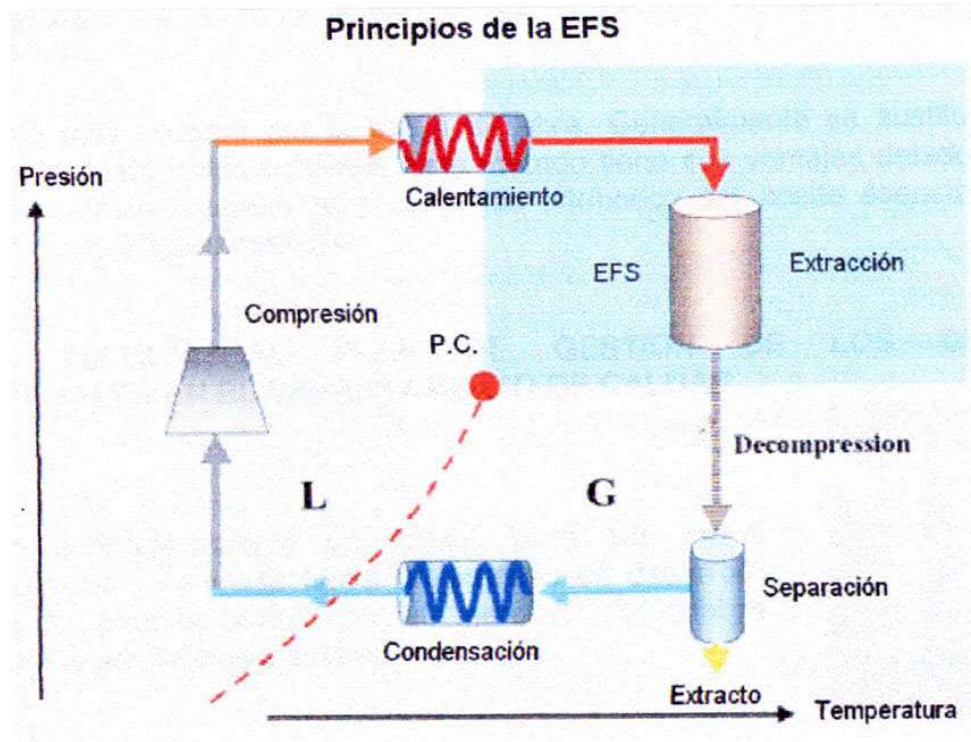 Principios de la EFS
Presión
Calentamiento
EFS
Extracción
Compresión
P.C.
Decompression
L
G
Separación
Condensación
Extracto
Temperatura